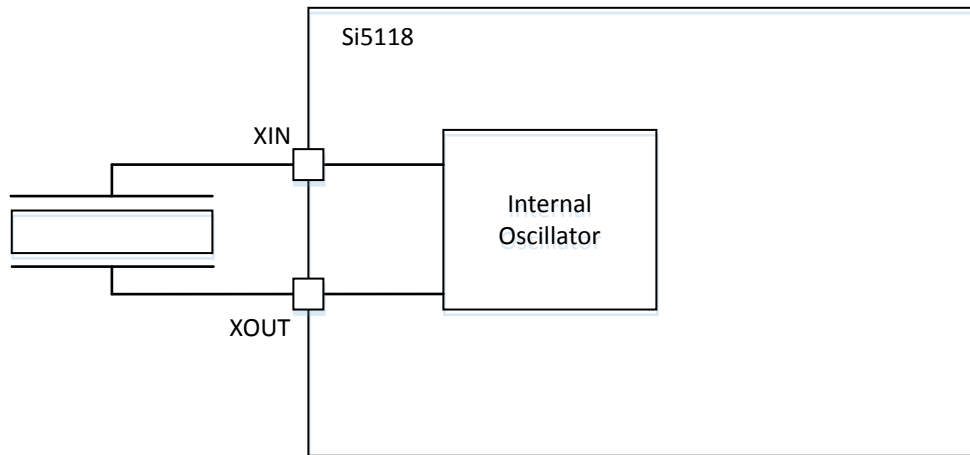 Si5118
XIN
Internal
Oscillator
XOUT